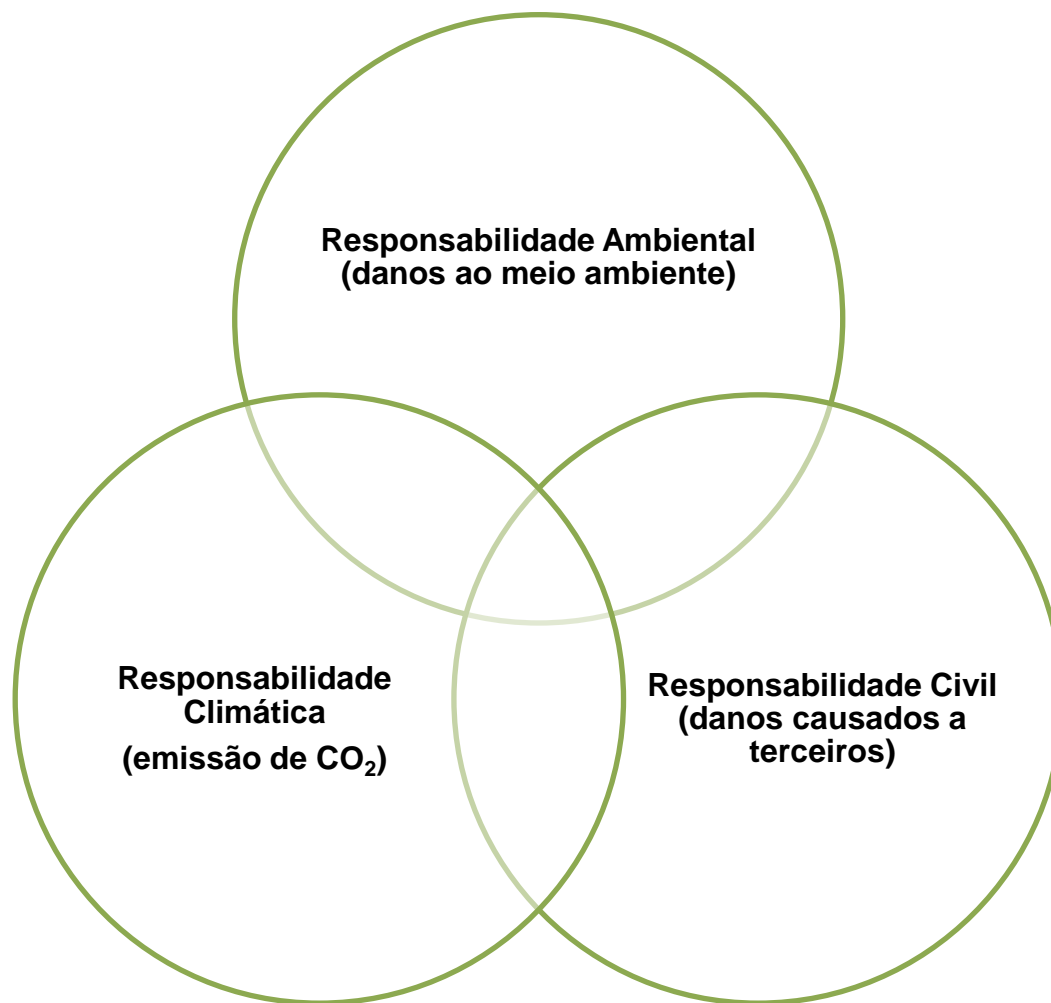 Responsabilidade Ambiental
(danos ao meio ambiente)
Responsabilidade
Climática
(emissão de CO₂)
Responsabilidade Civil
(danos causados a
terceiros)